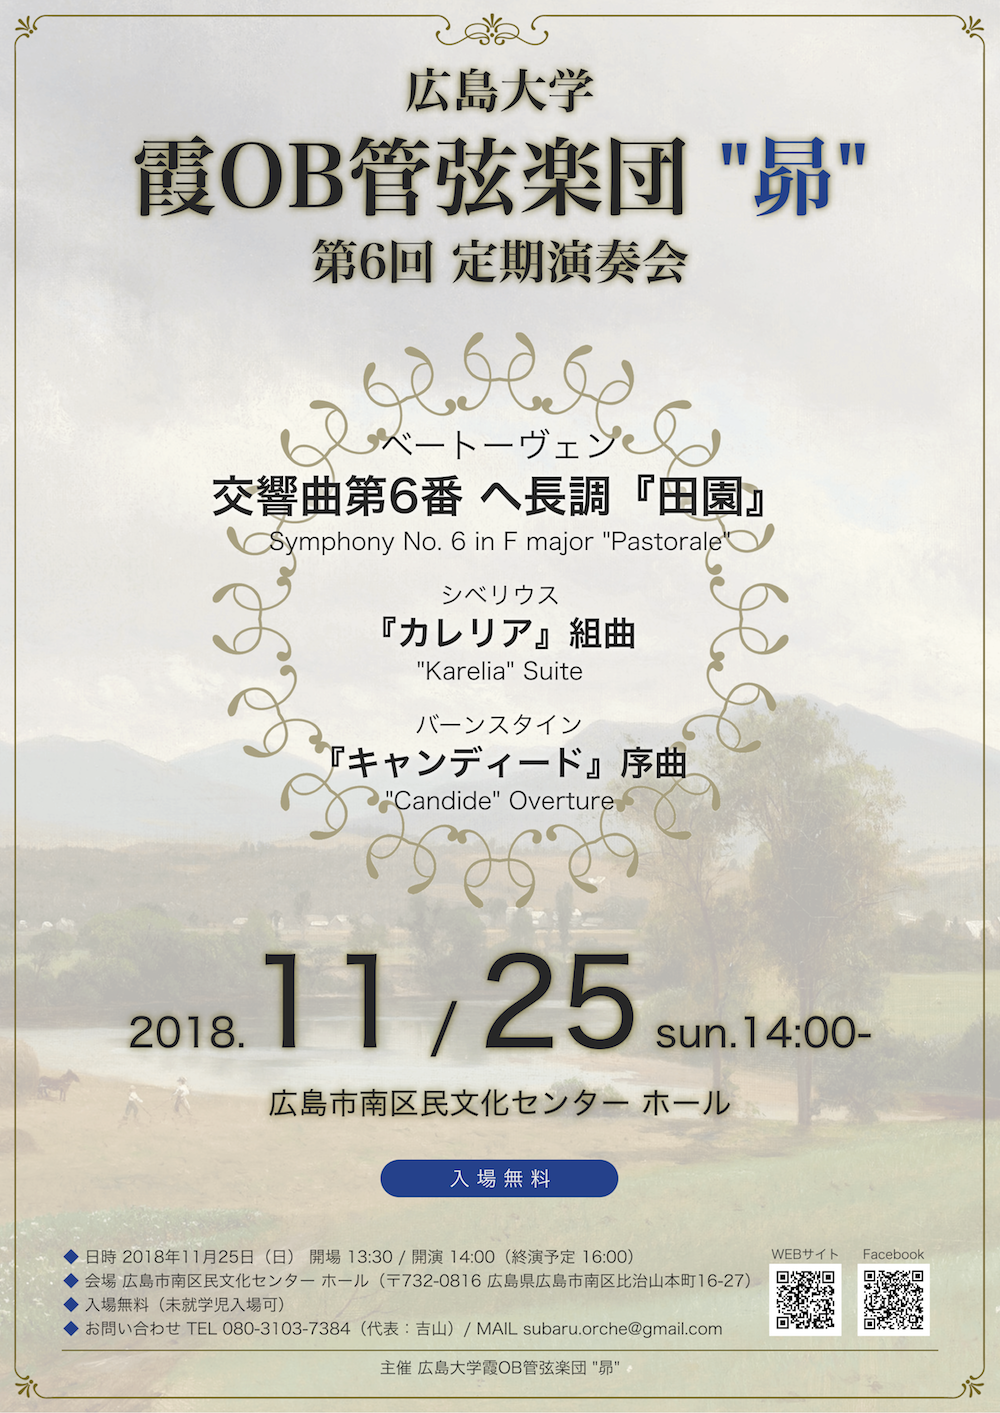 広島大学
霞OB管弦楽団 "昴"
第6回 定期演奏会
ベートーヴェン
交響曲第6番 ヘ長調『田園』
Symphony No. 6 in F major "Pastorale"
シベリウス
『カレリア』組曲
"Karelia" Suite
バーンスタイン
『キャンディード』序曲
"Candide" Overture
2018. 11 / 25 sun.14:00-
広島市南区民文化センター ホール
入場無料
◆ 日時 2018年11月25日（日） 開場 13:30 / 開演 14:00（終演予定 16:00）
◆ 会場 広島市南区民文化センター ホール（〒732-0816 広島県広島市南区比治山本町16-27）
◆ 入場無料（未就学児入場可）
◆ お問い合わせ TEL 080-3103-7384（代表：吉山）/ MAIL subaru.orche@gmail.com
WEBサイト
Facebook
主催 広島大学霞OB管弦楽団 "昴"